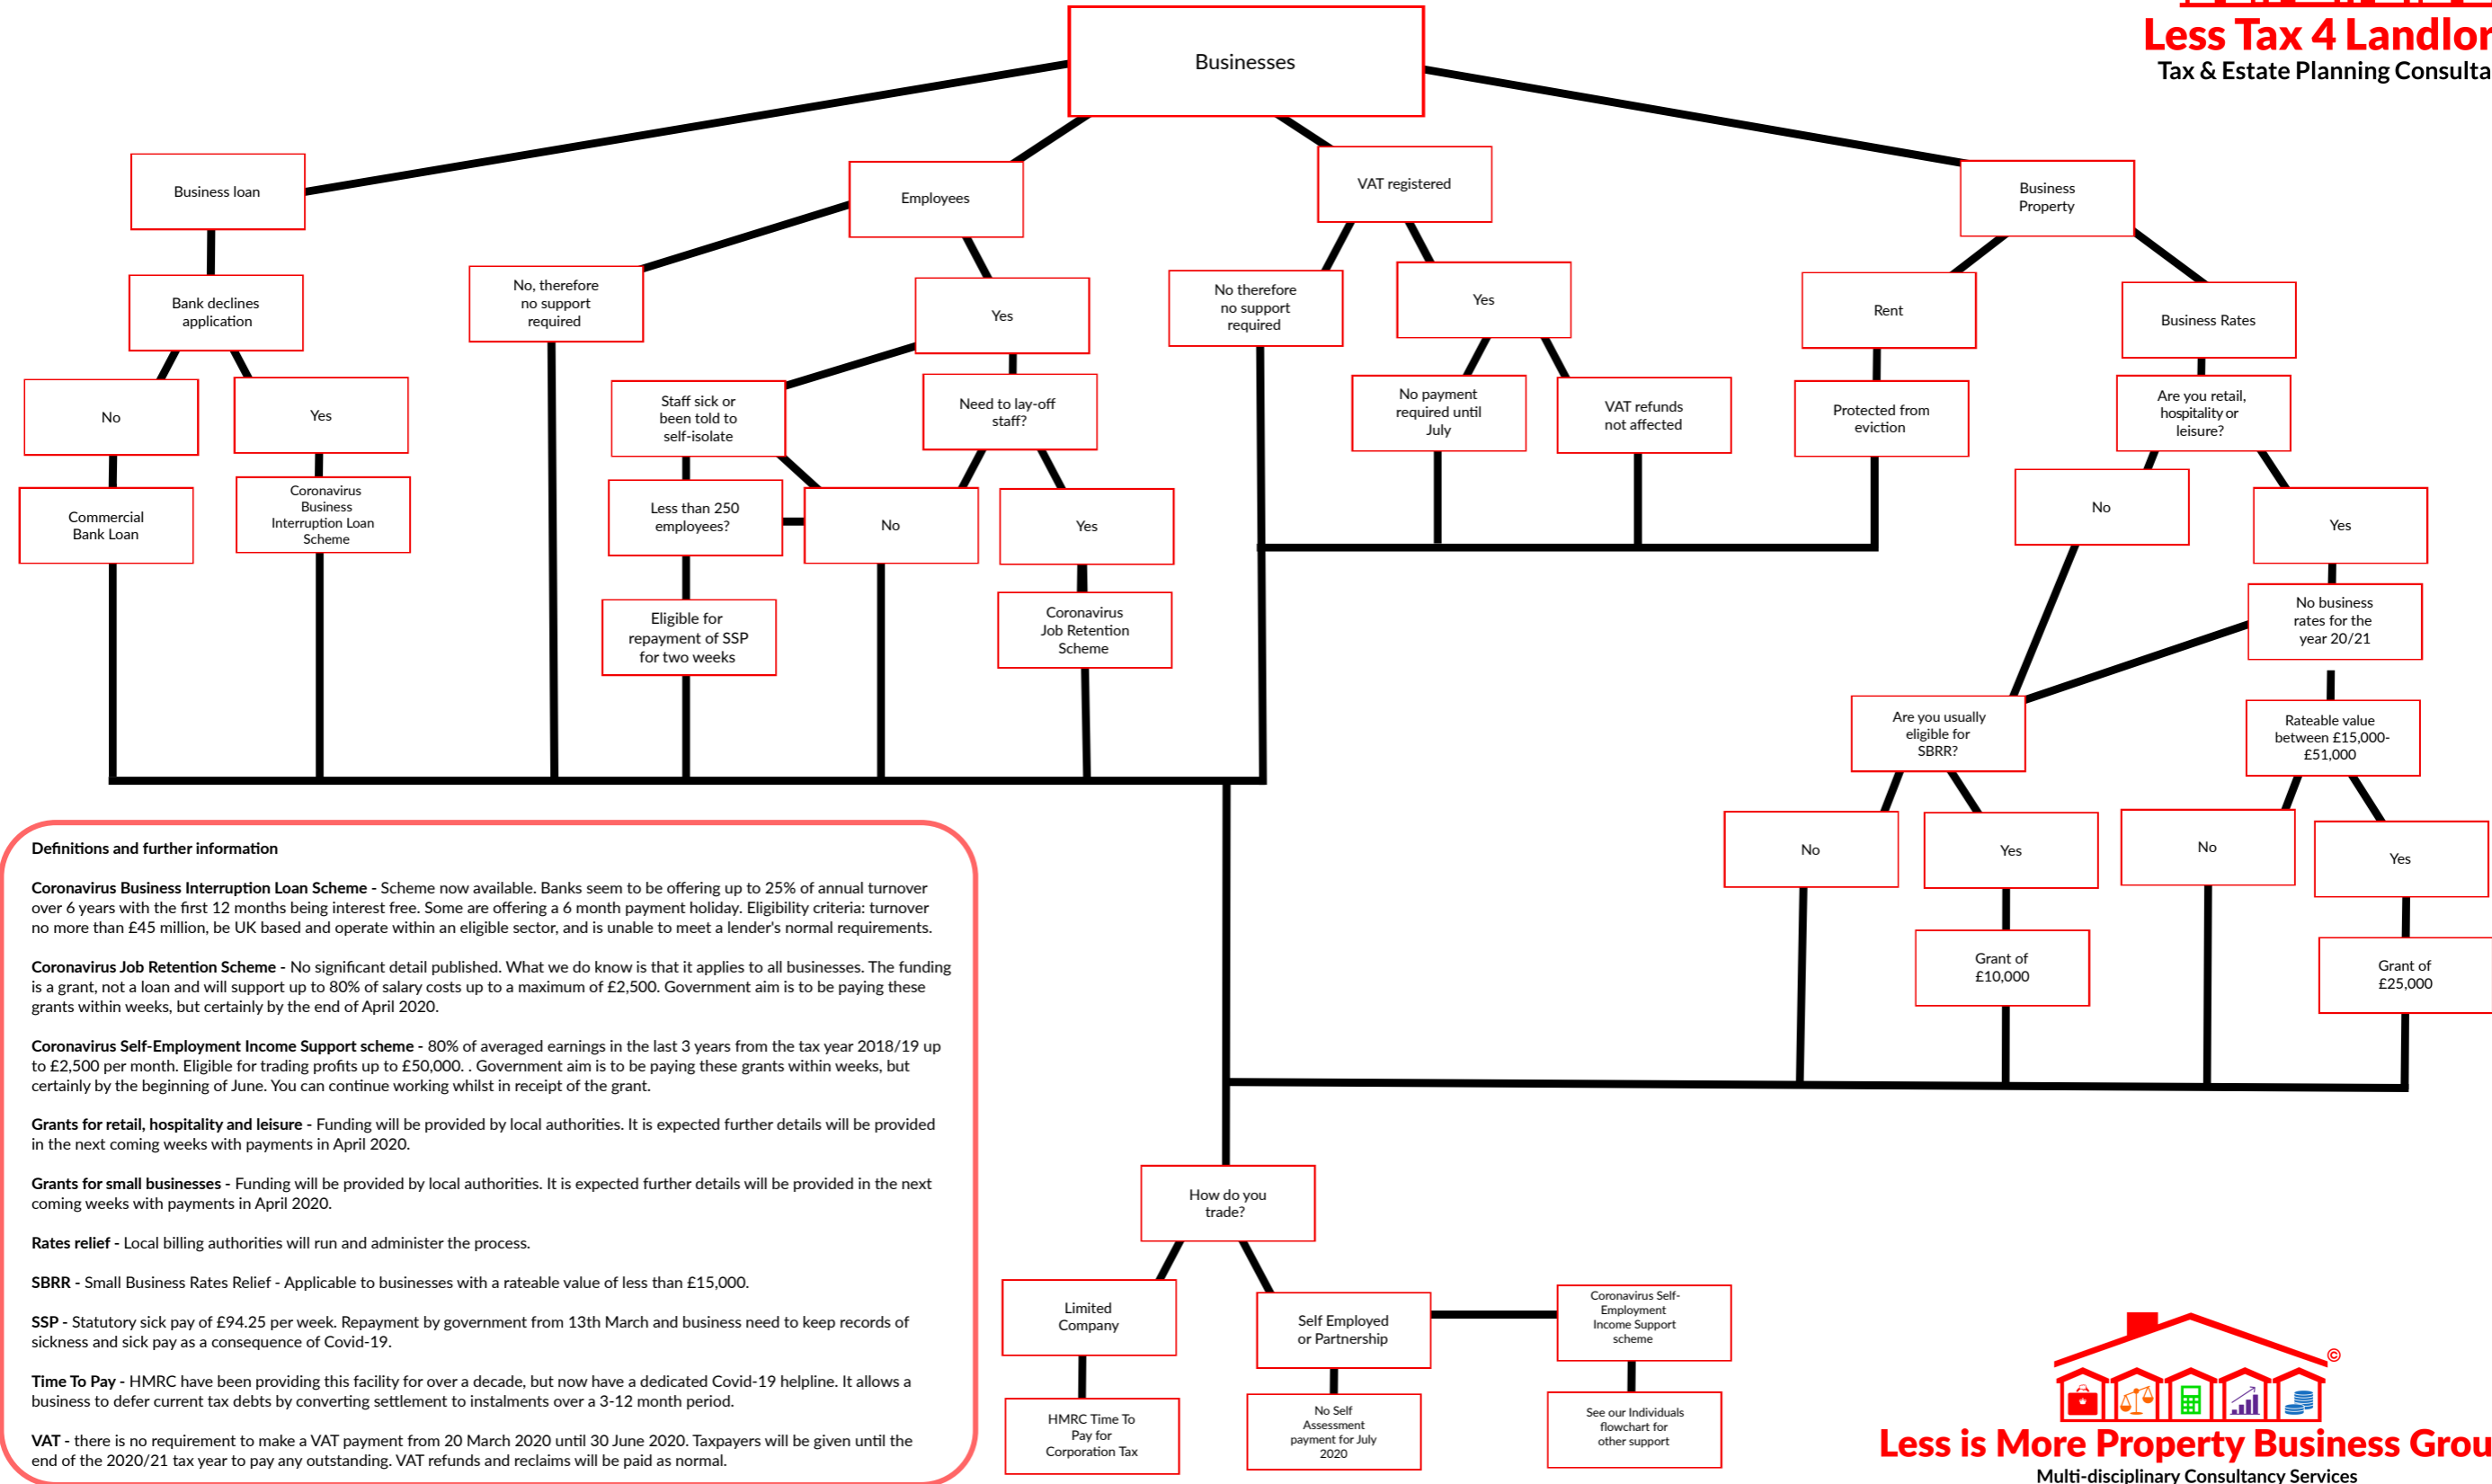 Less Tax 4 Landlor
Tax & Estate Planning Consulta
Businesses
Business loan
Employees
VAT registered
Business
Property
Bank declines
application
No, therefore
no support
required
Yes
No therefore
no support
required
Yes
Rent
Business Rates
No
Yes
Staff sick or
been told to
self-isolate
Need to lay-off
staff?
No payment
required until
July
VAT refunds
not affected
Protected from
eviction
Are you retail,
hospitality or
leisure?
Commercial
Bank Loan
Coronavirus
Business
Interruption Loan
Scheme
Less than 250
employees?
No
Yes
No
Yes
Eligible for
repayment of SSP
for two weeks
Coronavirus
Job Retention
Scheme
No business
rates for the
year 20/21
Are you usually
eligible for
SBRR?
Rateable value
between £15,000-
£51,000
No
Yes
No
Yes
Grant of
£10,000
Grant of
£25,000
Definitions and further information
Coronavirus Business Interruption Loan Scheme - Scheme now available. Banks seem to be offering up to 25% of annual turnover
over 6 years with the first 12 months being interest free. Some are offering a 6 month payment holiday. Eligibility criteria: turnover
no more than £45 million, be UK based and operate within an eligible sector, and is unable to meet a lender's normal requirements.
Coronavirus Job Retention Scheme - No significant detail published. What we do know is that it applies to all businesses. The funding
is a grant, not a loan and will support up to 80% of salary costs up to a maximum of £2,500. Government aim is to be paying these
grants within weeks, but certainly by the end of April 2020.
Coronavirus Self-Employment Income Support scheme - 80% of averaged earnings in the last 3 years from the tax year 2018/19 up
to £2,500 per month. Eligible for trading profits up to £50,000. . Government aim is to be paying these grants within weeks, but
certainly by the beginning of June. You can continue working whilst in receipt of the grant.
Grants for retail, hospitality and leisure - Funding will be provided by local authorities. It is expected further details will be provided
in the next coming weeks with payments in April 2020.
Grants for small businesses - Funding will be provided by local authorities. It is expected further details will be provided in the next
coming weeks with payments in April 2020.
Rates relief - Local billing authorities will run and administer the process.
SBRR - Small Business Rates Relief - Applicable to businesses with a rateable value of less than £15,000.
SSP - Statutory sick pay of £94.25 per week. Repayment by government from 13th March and business need to keep records of
sickness and sick pay as a consequence of Covid-19.
Time To Pay - HMRC have been providing this facility for over a decade, but now have a dedicated Covid-19 helpline. It allows a
business to defer current tax debts by converting settlement to instalments over a 3-12 month period.
VAT - there is no requirement to make a VAT payment from 20 March 2020 until 30 June 2020. Taxpayers will be given until the
end of the 2020/21 tax year to pay any outstanding. VAT refunds and reclaims will be paid as normal.
How do you
trade?
Limited
Company
Self Employed
or Partnership
Coronavirus Self-
Employment
Income Support
scheme
HMRC Time To
Pay for
Corporation Tax
No Self
Assessment
payment for July
2020
See our Individuals
flowchart for
other support
©
Less is More Property Business Grou
Multi-disciplinary Consultancy Services